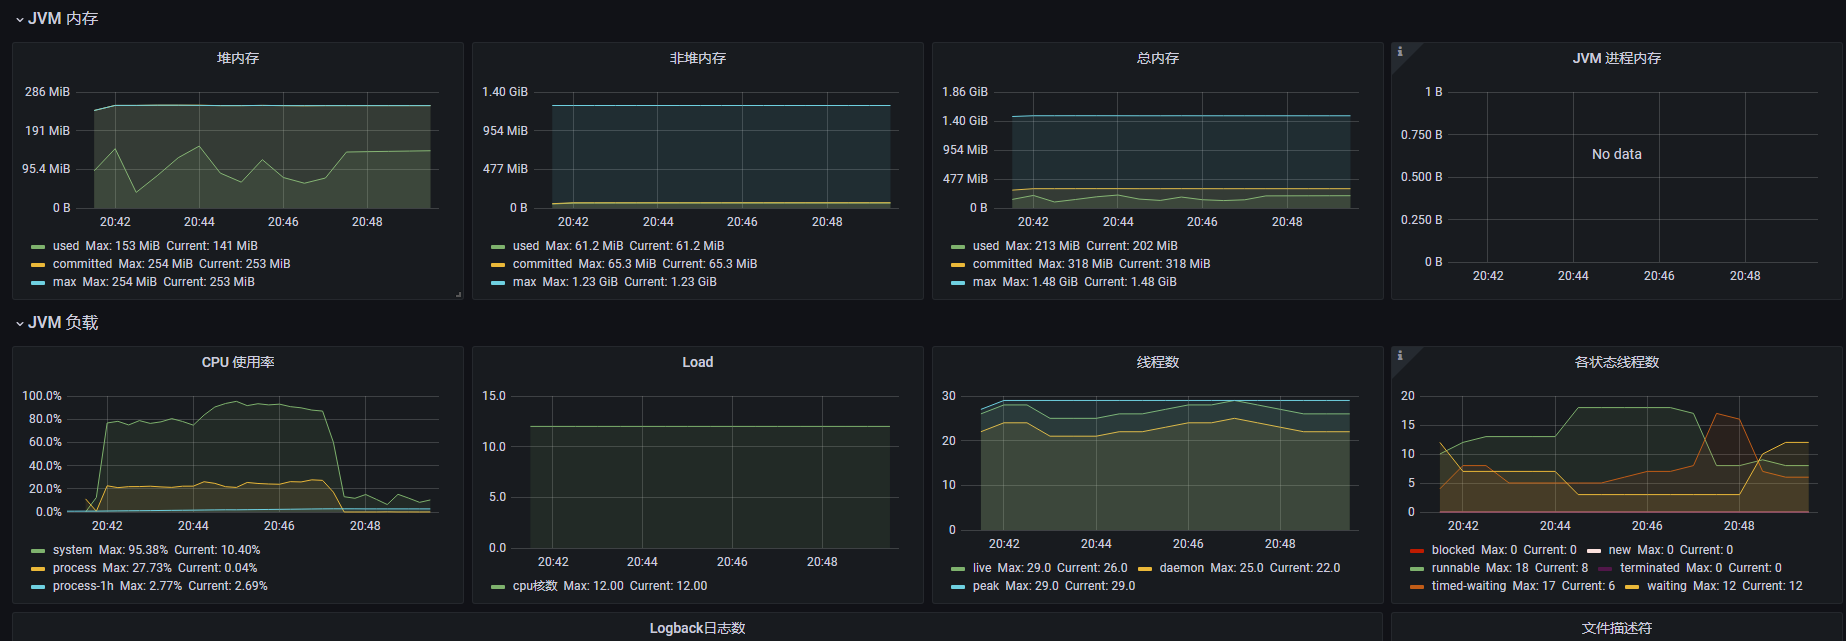 JVM 内存
堆内存
286 MiB
191 MiB
95.4 MiB
0 B
20:42 20:44 20:46 20:48
used Max: 153 MiB Current: 141 MiB
committed Max: 254 MiB Current: 253 MiB
max Max: 254 MiB Current: 253 MiB
非堆内存
1.40 GiB
954 MiB
477 MiB
0 B
20:42 20:44 20:46 20:48
used Max: 61.2 MiB Current: 61.2 MiB
committed Max: 65.3 MiB Current: 65.3 MiB
max Max: 1.23 GiB Current: 1.23 GiB
总内存
1.86 GiB
1.40 GiB
954 MiB
477 MiB
0 B
20:42 20:44 20:46 20:48
used Max: 213 MiB Current: 202 MiB
committed Max: 318 MiB Current: 318 MiB
max Max: 1.48 GiB Current: 1.48 GiB
i
JVM 进程内存
1 B
0.750 B
0.500 B
0.250 B
0 B
No data
20:42 20:44 20:46 20:48
JVM 负载
CPU 使用率
100.0%
80.0%
60.0%
40.0%
20.0%
0.0%
20:42 20:44 20:46 20:48
system Max: 95.38% Current: 10.40%
process Max: 27.73% Current: 0.04%
process-1h Max: 2.77% Current: 2.69%
Load
15.0
10.0
5.0
0.0
20:42 20:44 20:46 20:48
cpu核数 Max: 12.00 Current: 12.00
线程数
30
20
10
0
20:42 20:44 20:46 20:48
live Max: 29.0 Current: 26.0 daemon Max: 25.0 Current: 22.0
peak Max: 29.0 Current: 29.0
i
各状态线程数
20
15
10
5
0
20:42 20:44 20:46 20:48
blocked Max: 0 Current: 0 new Max: 0 Current: 0
runnable Max: 18 Current: 8 terminated Max: 0 Current: 0
timed-waiting Max: 17 Current: 6 waiting Max: 12 Current: 12
Logback日志数
文件描述符